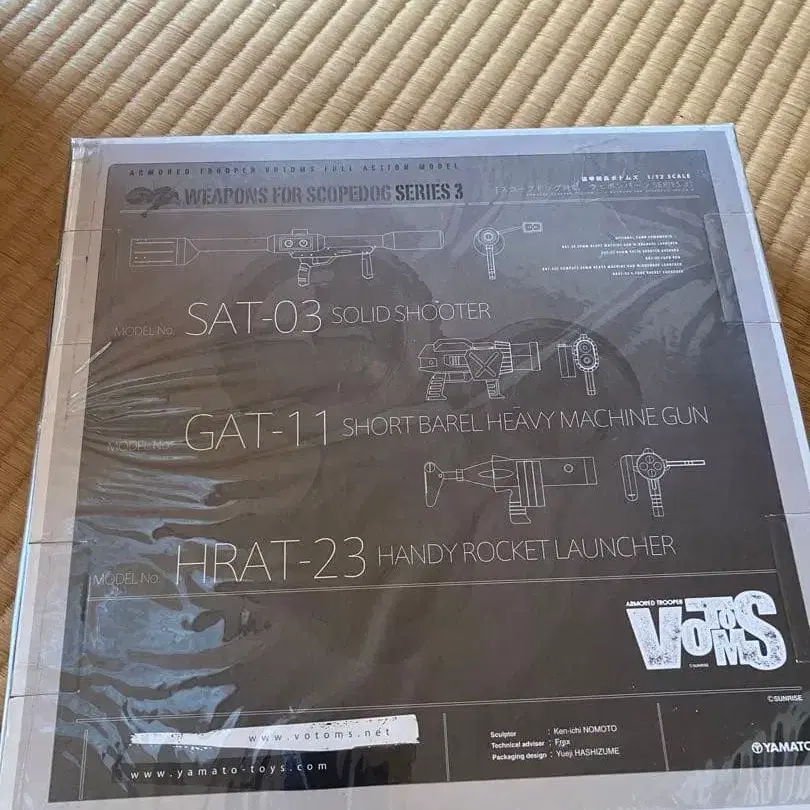 ARMORED TROOPER VOTOMS FULL ACTION MODEL
WEAPONS FOR SCOPEDOG SERIES 3
装甲騎兵ボトムズ 1/12 SCALE
MODEL No. SAT-03 SOLID SHOOTER
MODEL No. GAT-11 SHORT BAREL HEAVY MACHINE GUN
MODEL No. HRAT-23 HANDY ROCKET LAUNCHER
ARMORED TROOPER
VOTOMS
©SUNRISE
©SUNRISE
www.votoms.net
www.yamato-toys.com
Sculptor : Ken-ichi NOMOTO
Technical adviser :
Packaging design : Yueji HASHIZUME
YAMATO